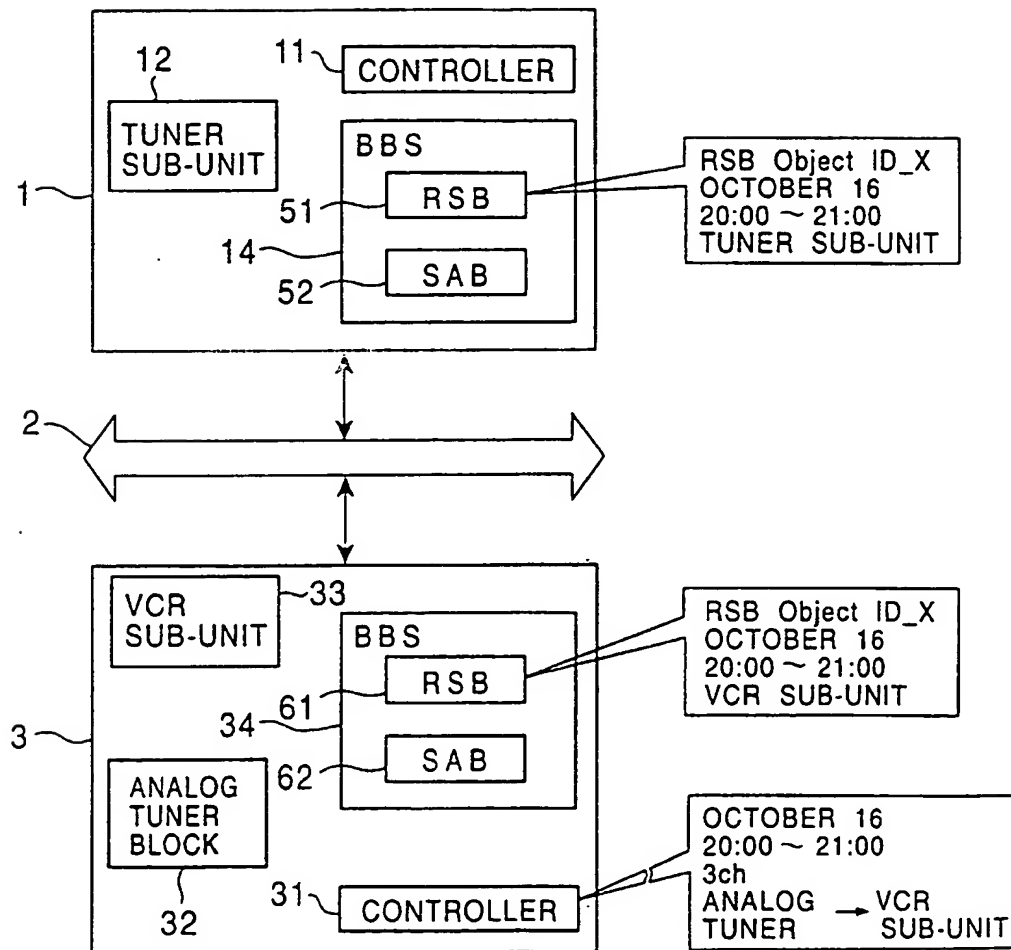 11
CONTROLLER
12
TUNER
SUB-UNIT
1
BBS
51
RSB
14
52
SAB
RSB Object ID_X
OCTOBER 16
20:00 ~ 21:00
TUNER SUB-UNIT
2
VCR
SUB-UNIT
33
BBS
61
RSB
34
62
SAB
3
RSB Object ID_X
OCTOBER 16
20:00 ~ 21:00
VCR SUB-UNIT
ANALOG
TUNER
BLOCK
32
31
CONTROLLER
OCTOBER 16
20:00 ~ 21:00
3ch
ANALOG → VCR
TUNER SUB-UNIT